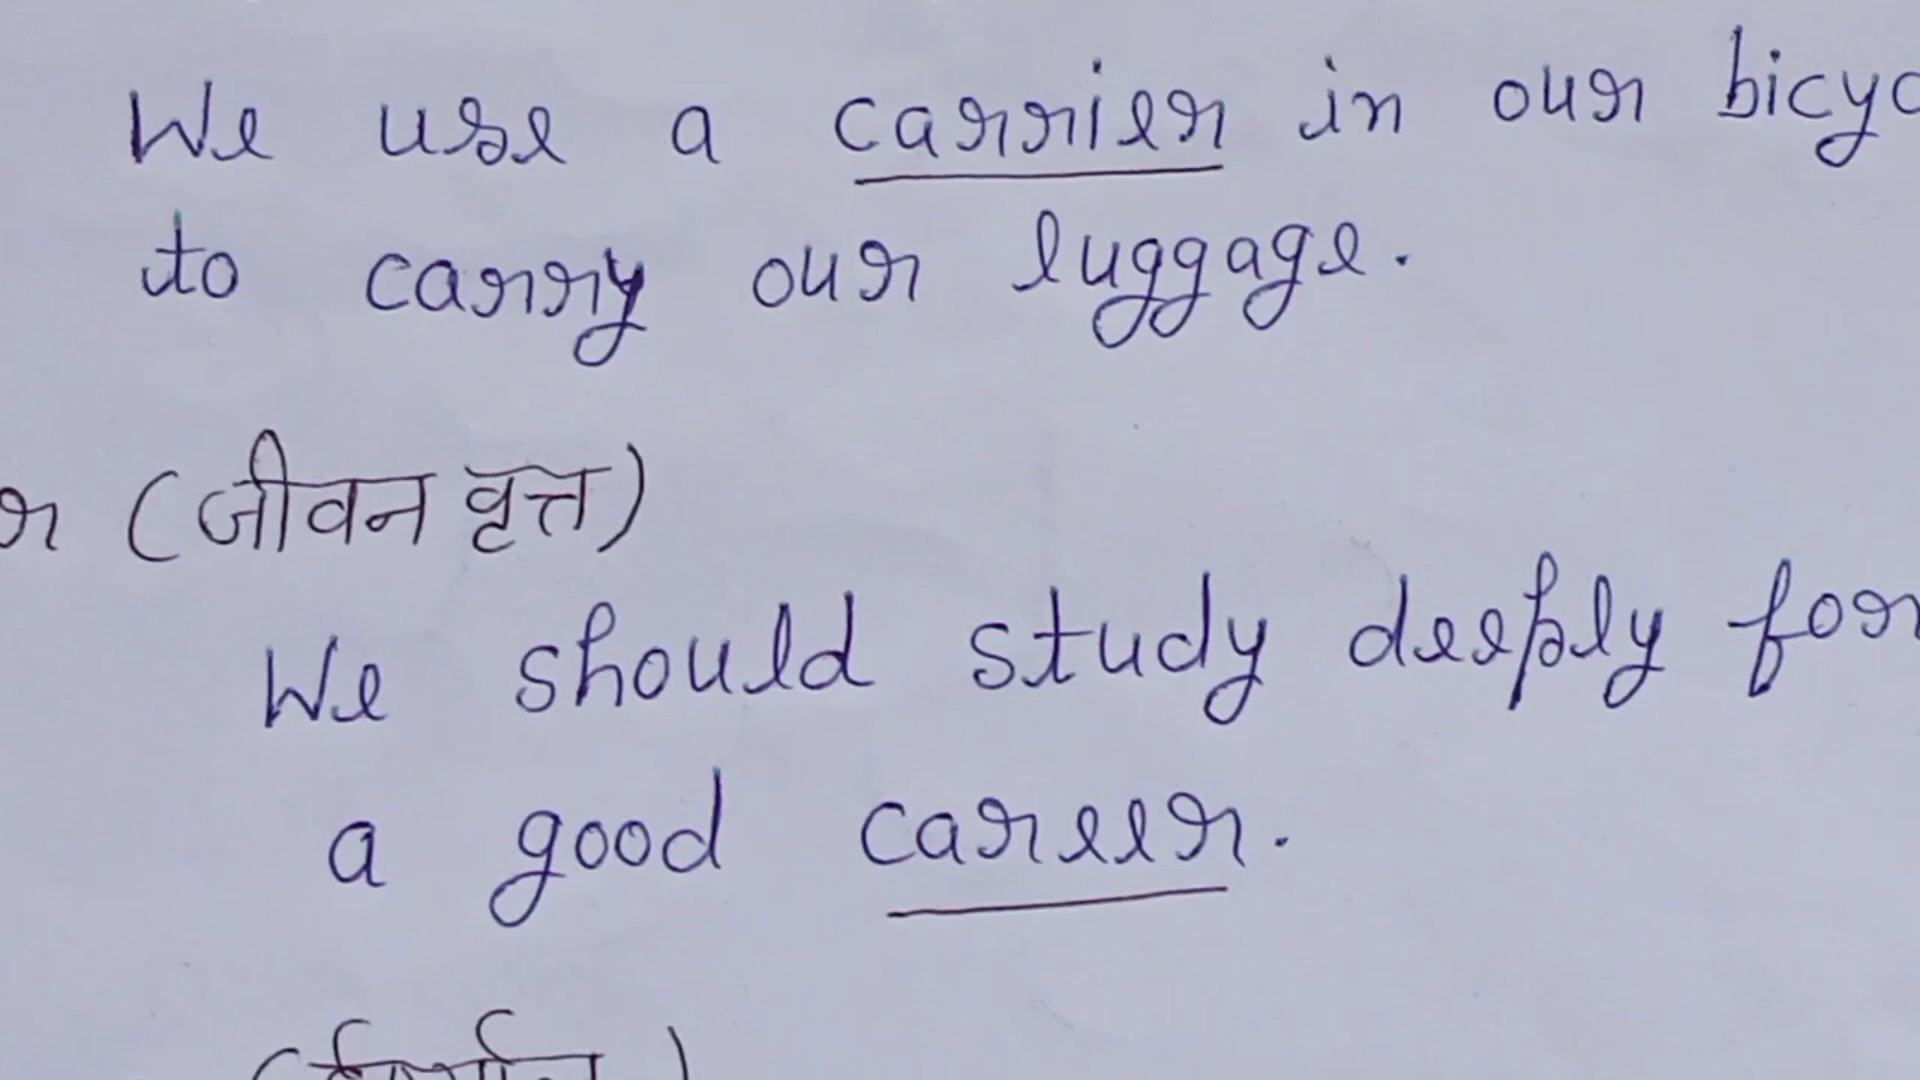 We use a carrier in our bicyc
to carry our luggage.
r (जीवन वृत्त)
We should study deeply for
a good career.